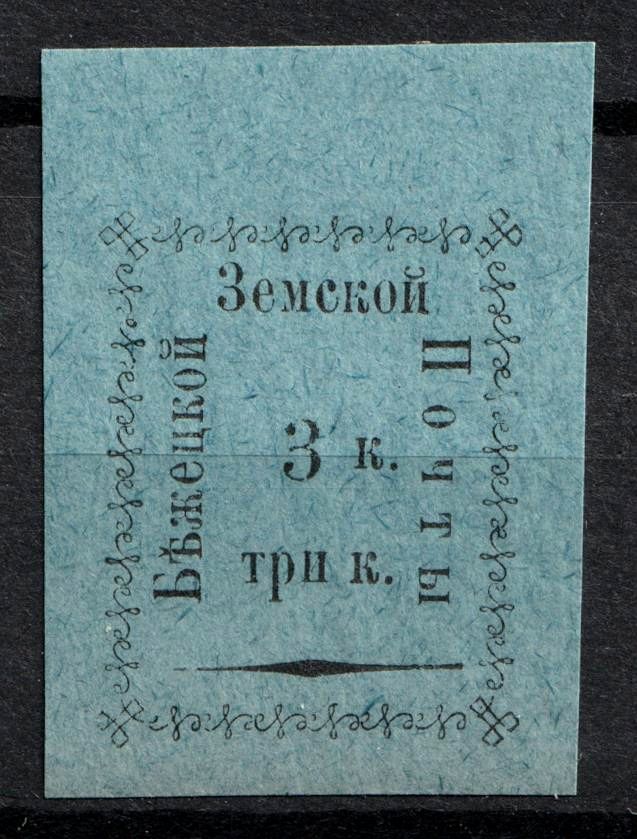 Бѣжецкой
Земской
Почты
3 к.
три к.